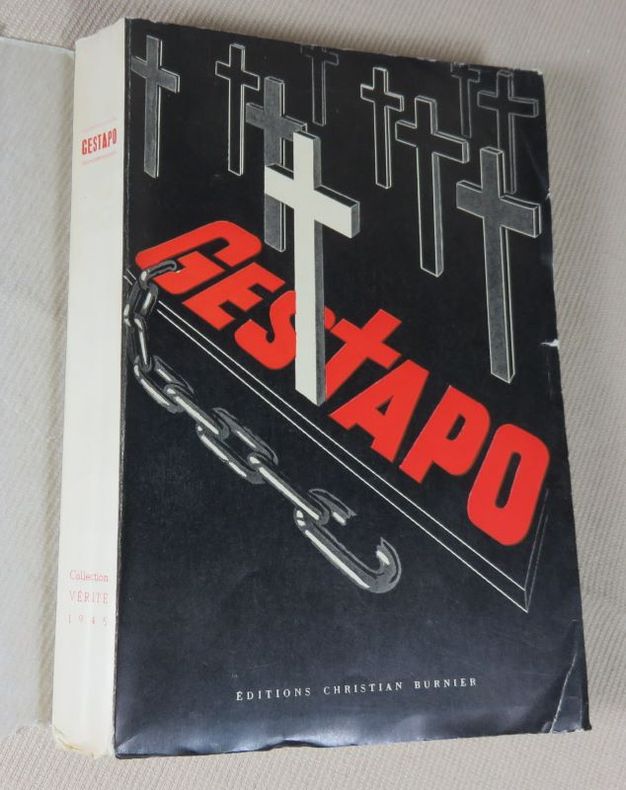 GESTAPO
Collection
VÉRITÉ
1945
GESTAPO
ÉDITIONS CHRISTIAN BURNIER